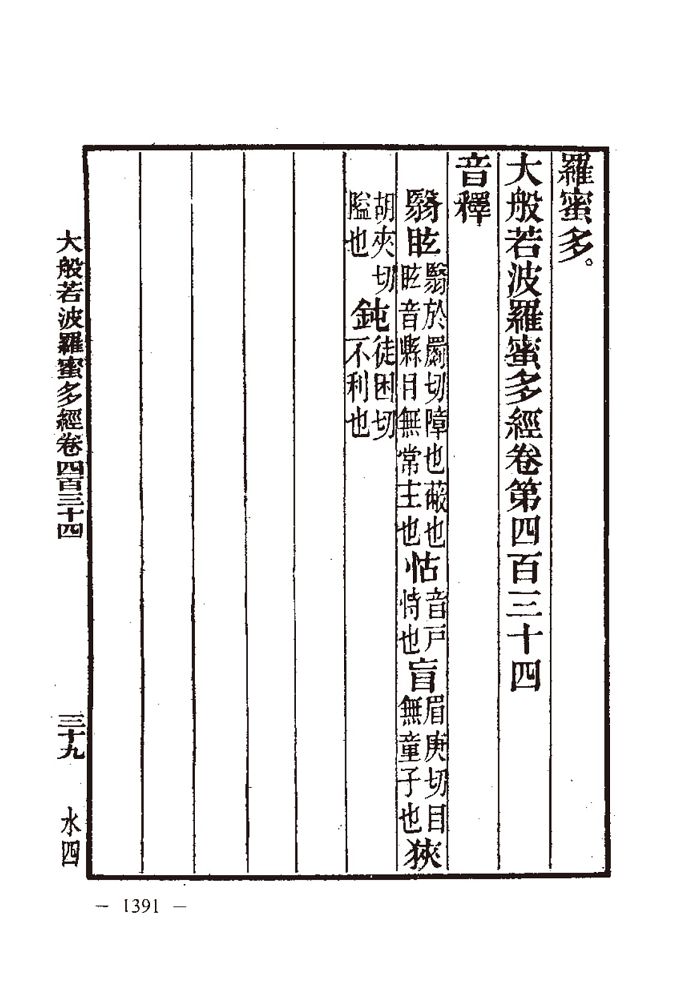 羅蜜多。
大般若波羅蜜多經卷第四百三十四
音釋
翳眩翳於罽切障也蔽也眩音縣目無常主也怙音戶恃也盲眉庚切目無童子也狹
胡夾切隘也鈍徒困切不利也
大般若波羅蜜多經卷四百三十四 三十九 水四
— 1391 —